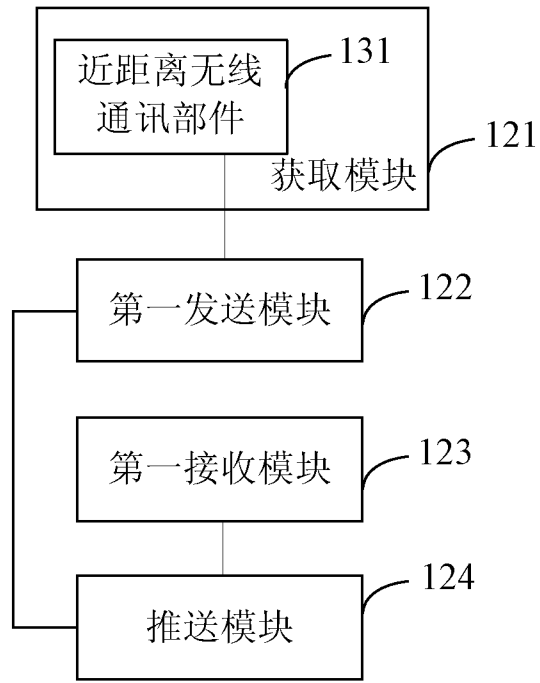 近距离无线
通讯部件
131
获取模块
121
第一发送模块
122
第一接收模块
123
推送模块
124